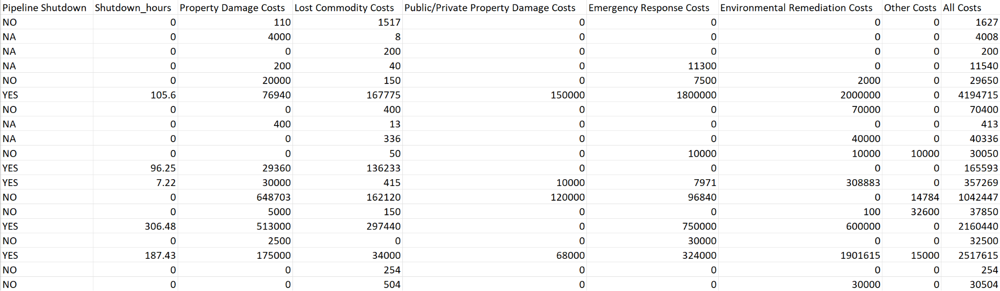 Pipeline Shutdown Shutdown_hours Property Damage Costs Lost Commodity Costs Public/Private Property Damage Costs Emergency Response Costs Environmental Remediation Costs Other Costs All Costs
NO 0 110 1517 0 0 0 0 1627
NA 0 4000 8 0 0 0 0 4008
NA 0 0 200 0 0 0 0 200
NA 0 200 40 0 11300 0 0 11540
NO 0 20000 150 0 7500 2000 0 29650
YES 105.6 76940 167775 150000 1800000 2000000 0 4194715
NO 0 0 400 0 0 70000 0 70400
NA 0 400 13 0 0 0 0 413
NA 0 0 336 0 0 40000 0 40336
NO 0 0 50 0 10000 10000 10000 30050
YES 96.25 29360 136233 0 0 0 0 165593
YES 7.22 30000 415 10000 7971 308883 0 357269
NO 0 648703 162120 120000 96840 0 14784 1042447
NO 0 5000 150 0 0 100 32600 37850
YES 306.48 513000 297440 0 750000 600000 0 2160440
NO 0 2500 0 0 30000 0 0 32500
YES 187.43 175000 34000 68000 324000 1901615 15000 2517615
NO 0 0 254 0 0 0 0 254
NO 0 0 504 0 0 30000 0 30504